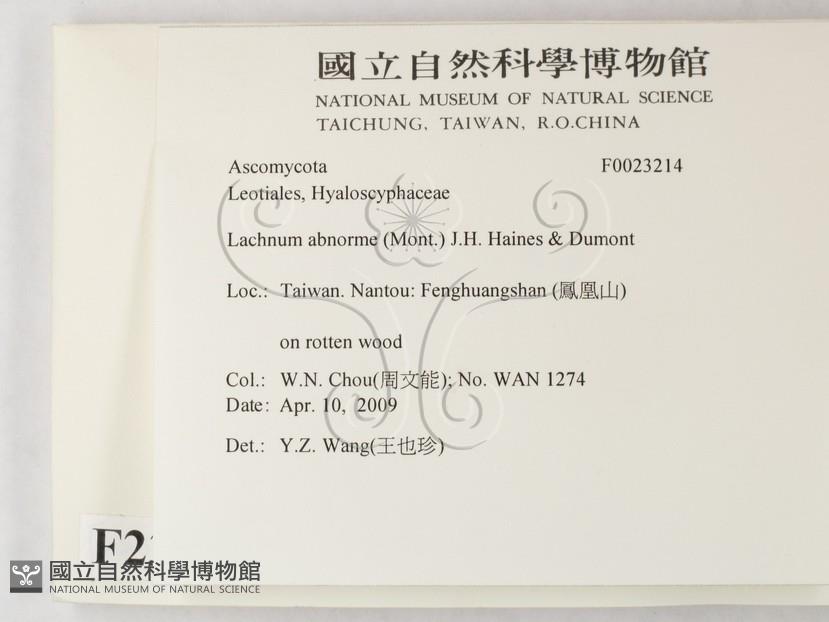 國立自然科學博物館
NATIONAL MUSEUM OF NATURAL SCIENCE
TAICHUNG, TAIWAN, R.O.CHINA
Ascomycota F0023214
Leotiales, Hyaloscyphaceae
Lachnum abnorme (Mont.) J.H. Haines & Dumont
Loc.: Taiwan. Nantou: Fenghuangshan (鳳凰山)
on rotten wood
Col.: W.N. Chou(周文能); No. WAN 1274
Date: Apr. 10, 2009
Det.: Y.Z. Wang(王也珍)
國立自然科學博物館
NATIONAL MUSEUM OF NATURAL SCIENCE